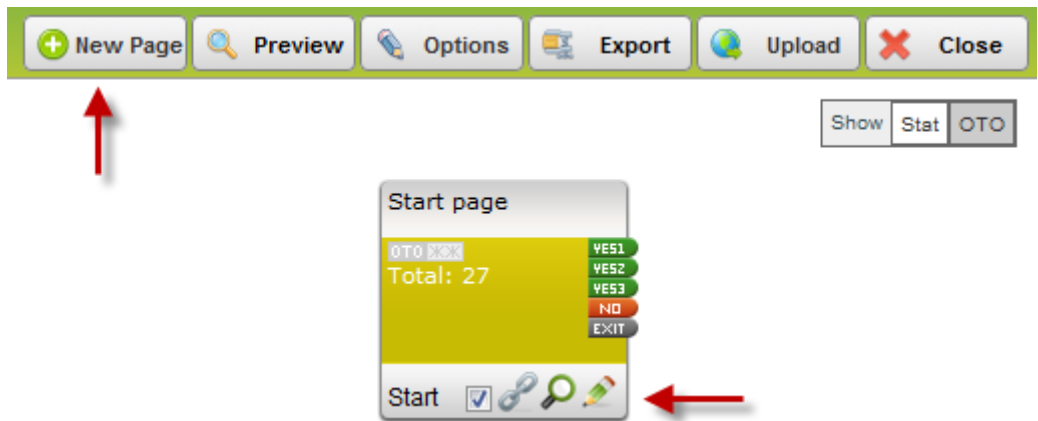 New Page Preview Options Export Upload Close
Show Stat OTO
Start page
OTO ЖЖ
Total: 27
YES1
YES2
YES3
NO
EXIT
Start